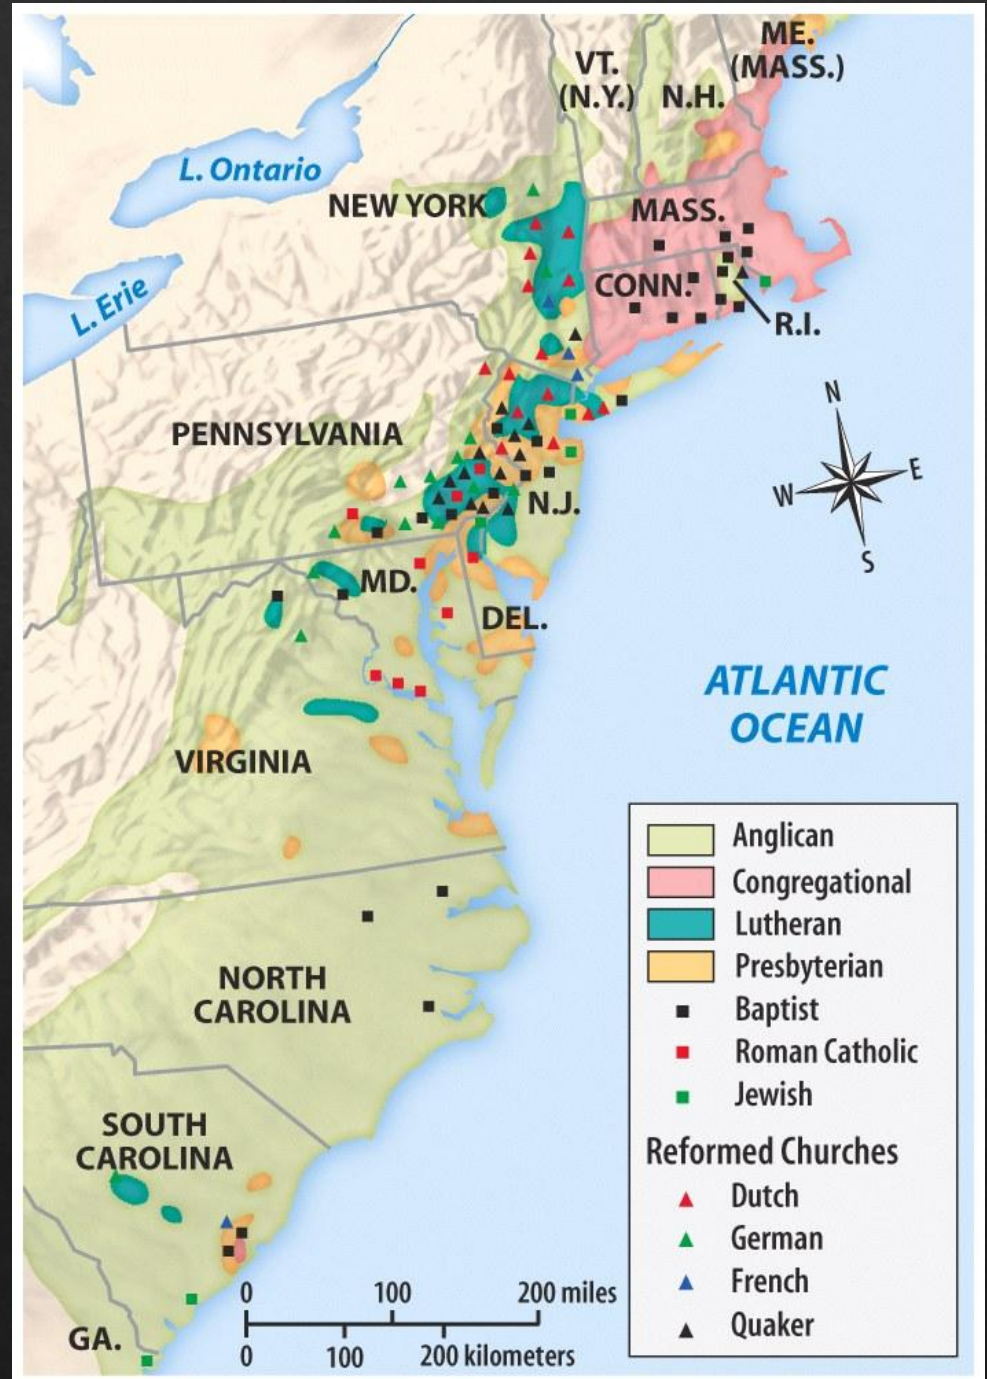 ME.
(MASS.)
VT.
(N.Y.)
N.H.
L. Ontario
NEW YORK
MASS.
L. Erie
CONN.
R.I.
N
PENNSYLVANIA
E
W
N.J.
S
MD.
DEL.
ATLANTIC
OCEAN
VIRGINIA
Anglican
Congregational
Lutheran
Presbyterian
NORTH
CAROLINA
Baptist
Roman Catholic
Jewish
SOUTH
CAROLINA
Reformed Churches
Dutch
German
French
Quaker
0 100 200 miles
0 100 200 kilometers
GA.